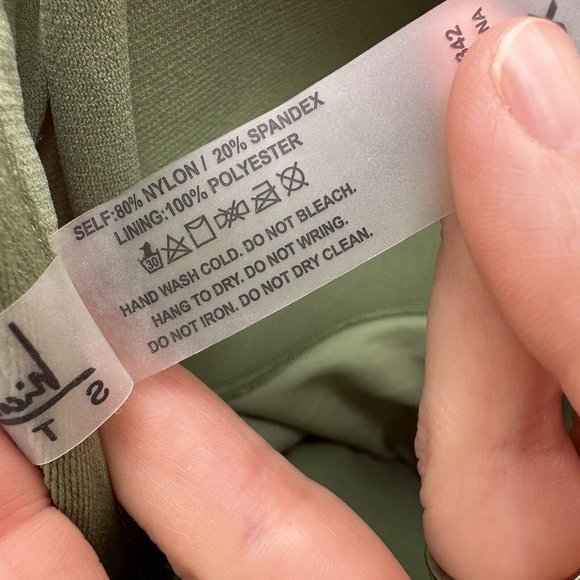 SELF:80% NYLON / 20% SPANDEX
LINING:100% POLYESTER
30
HAND WASH COLD. DO NOT BLEACH.
HANG TO DRY. DO NOT WRING.
DO NOT IRON. DO NOT DRY CLEAN.
S
T